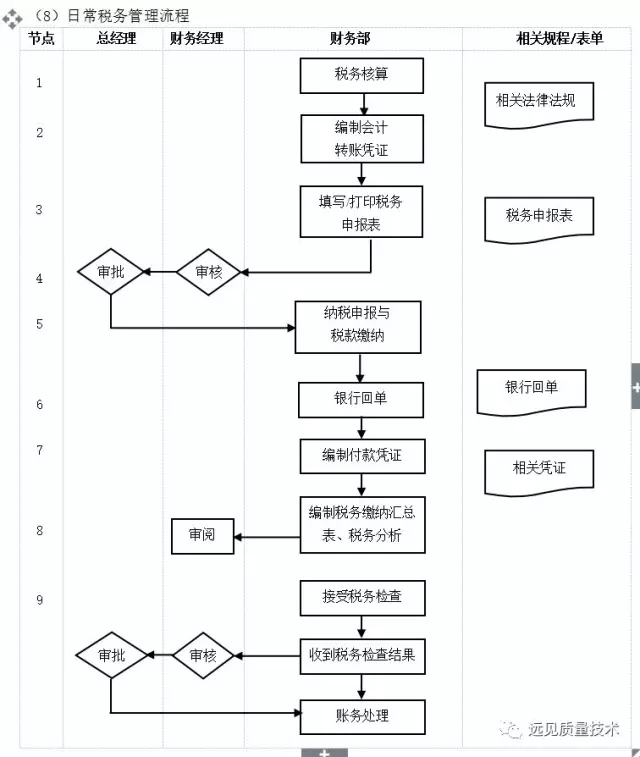 （8）日常税务管理流程
节点 总经理 财务经理 财务部 相关规程/表单
1
税务核算
相关法律法规
2
编制会计
转账凭证
3
填写/打印税务
申报表
税务申报表
4
审批
审核
5
纳税申报与
税款缴纳
6
银行回单
银行回单
7
编制付款凭证
相关凭证
8
审阅
编制税务缴纳汇总
表、税务分析
9
接受税务检查
审批
审核
收到税务检查结果
账务处理
远见质量技术